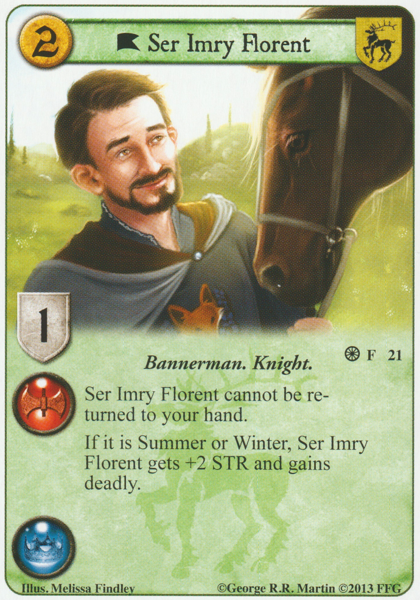 2
Ser Imry Florent
1
Bannerman. Knight.
F 21
Ser Imry Florent cannot be re-
turned to your hand.
If it is Summer or Winter, Ser Imry
Florent gets +2 STR and gains
deadly.
Illus. Melissa Findley
©George R.R. Martin ©2013 FFG